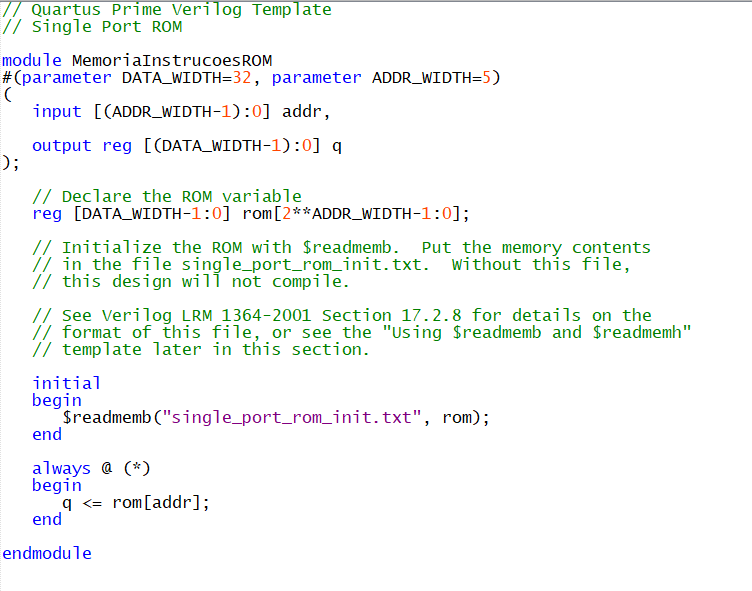 // Quartus Prime Verilog Template
// Single Port ROM
module MemoriaInstrucoesROM
#(parameter DATA_WIDTH=32, parameter ADDR_WIDTH=5)
(
input [(ADDR_WIDTH-1):0] addr,
output reg [(DATA_WIDTH-1):0] q
);
// Declare the ROM variable
reg [DATA_WIDTH-1:0] rom[2**ADDR_WIDTH-1:0];
// Initialize the ROM with $readmemb.  Put the memory contents
// in the file single_port_rom_init.txt.  Without this file,
// this design will not compile.
// See Verilog LRM 1364-2001 Section 17.2.8 for details on the
// format of this file, or see the "Using $readmemb and $readmemh"
// template later in this section.
initial
begin
$readmemb("single_port_rom_init.txt", rom);
end
always @ (*)
begin
q <= rom[addr];
end
endmodule